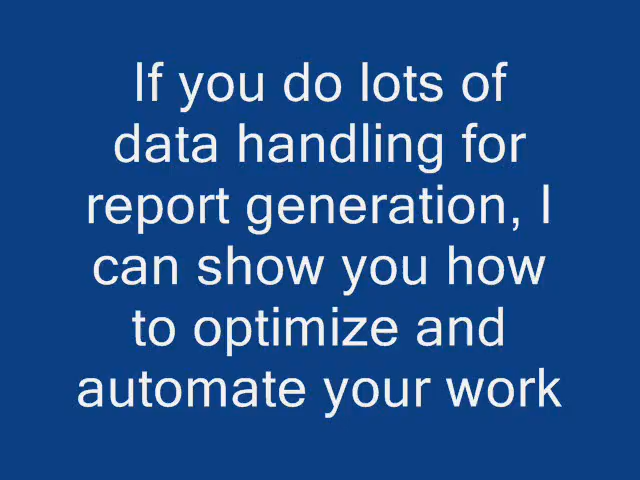 If you do lots of
data handling for
report generation, I
can show you how
to optimize and
automate your work